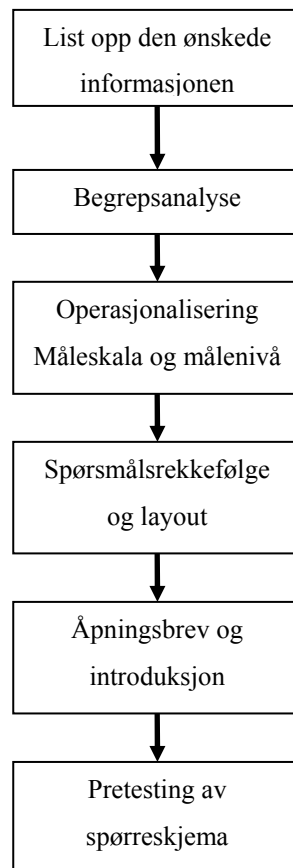 List opp den ønskede
informasjonen
Begrepsanalyse
Operasjonalisering
Måleskala og målenivå
Spørsmålsrekkefølge
og layout
Åpningsbrev og
introduksjon
Pretesting av
spørreskjema